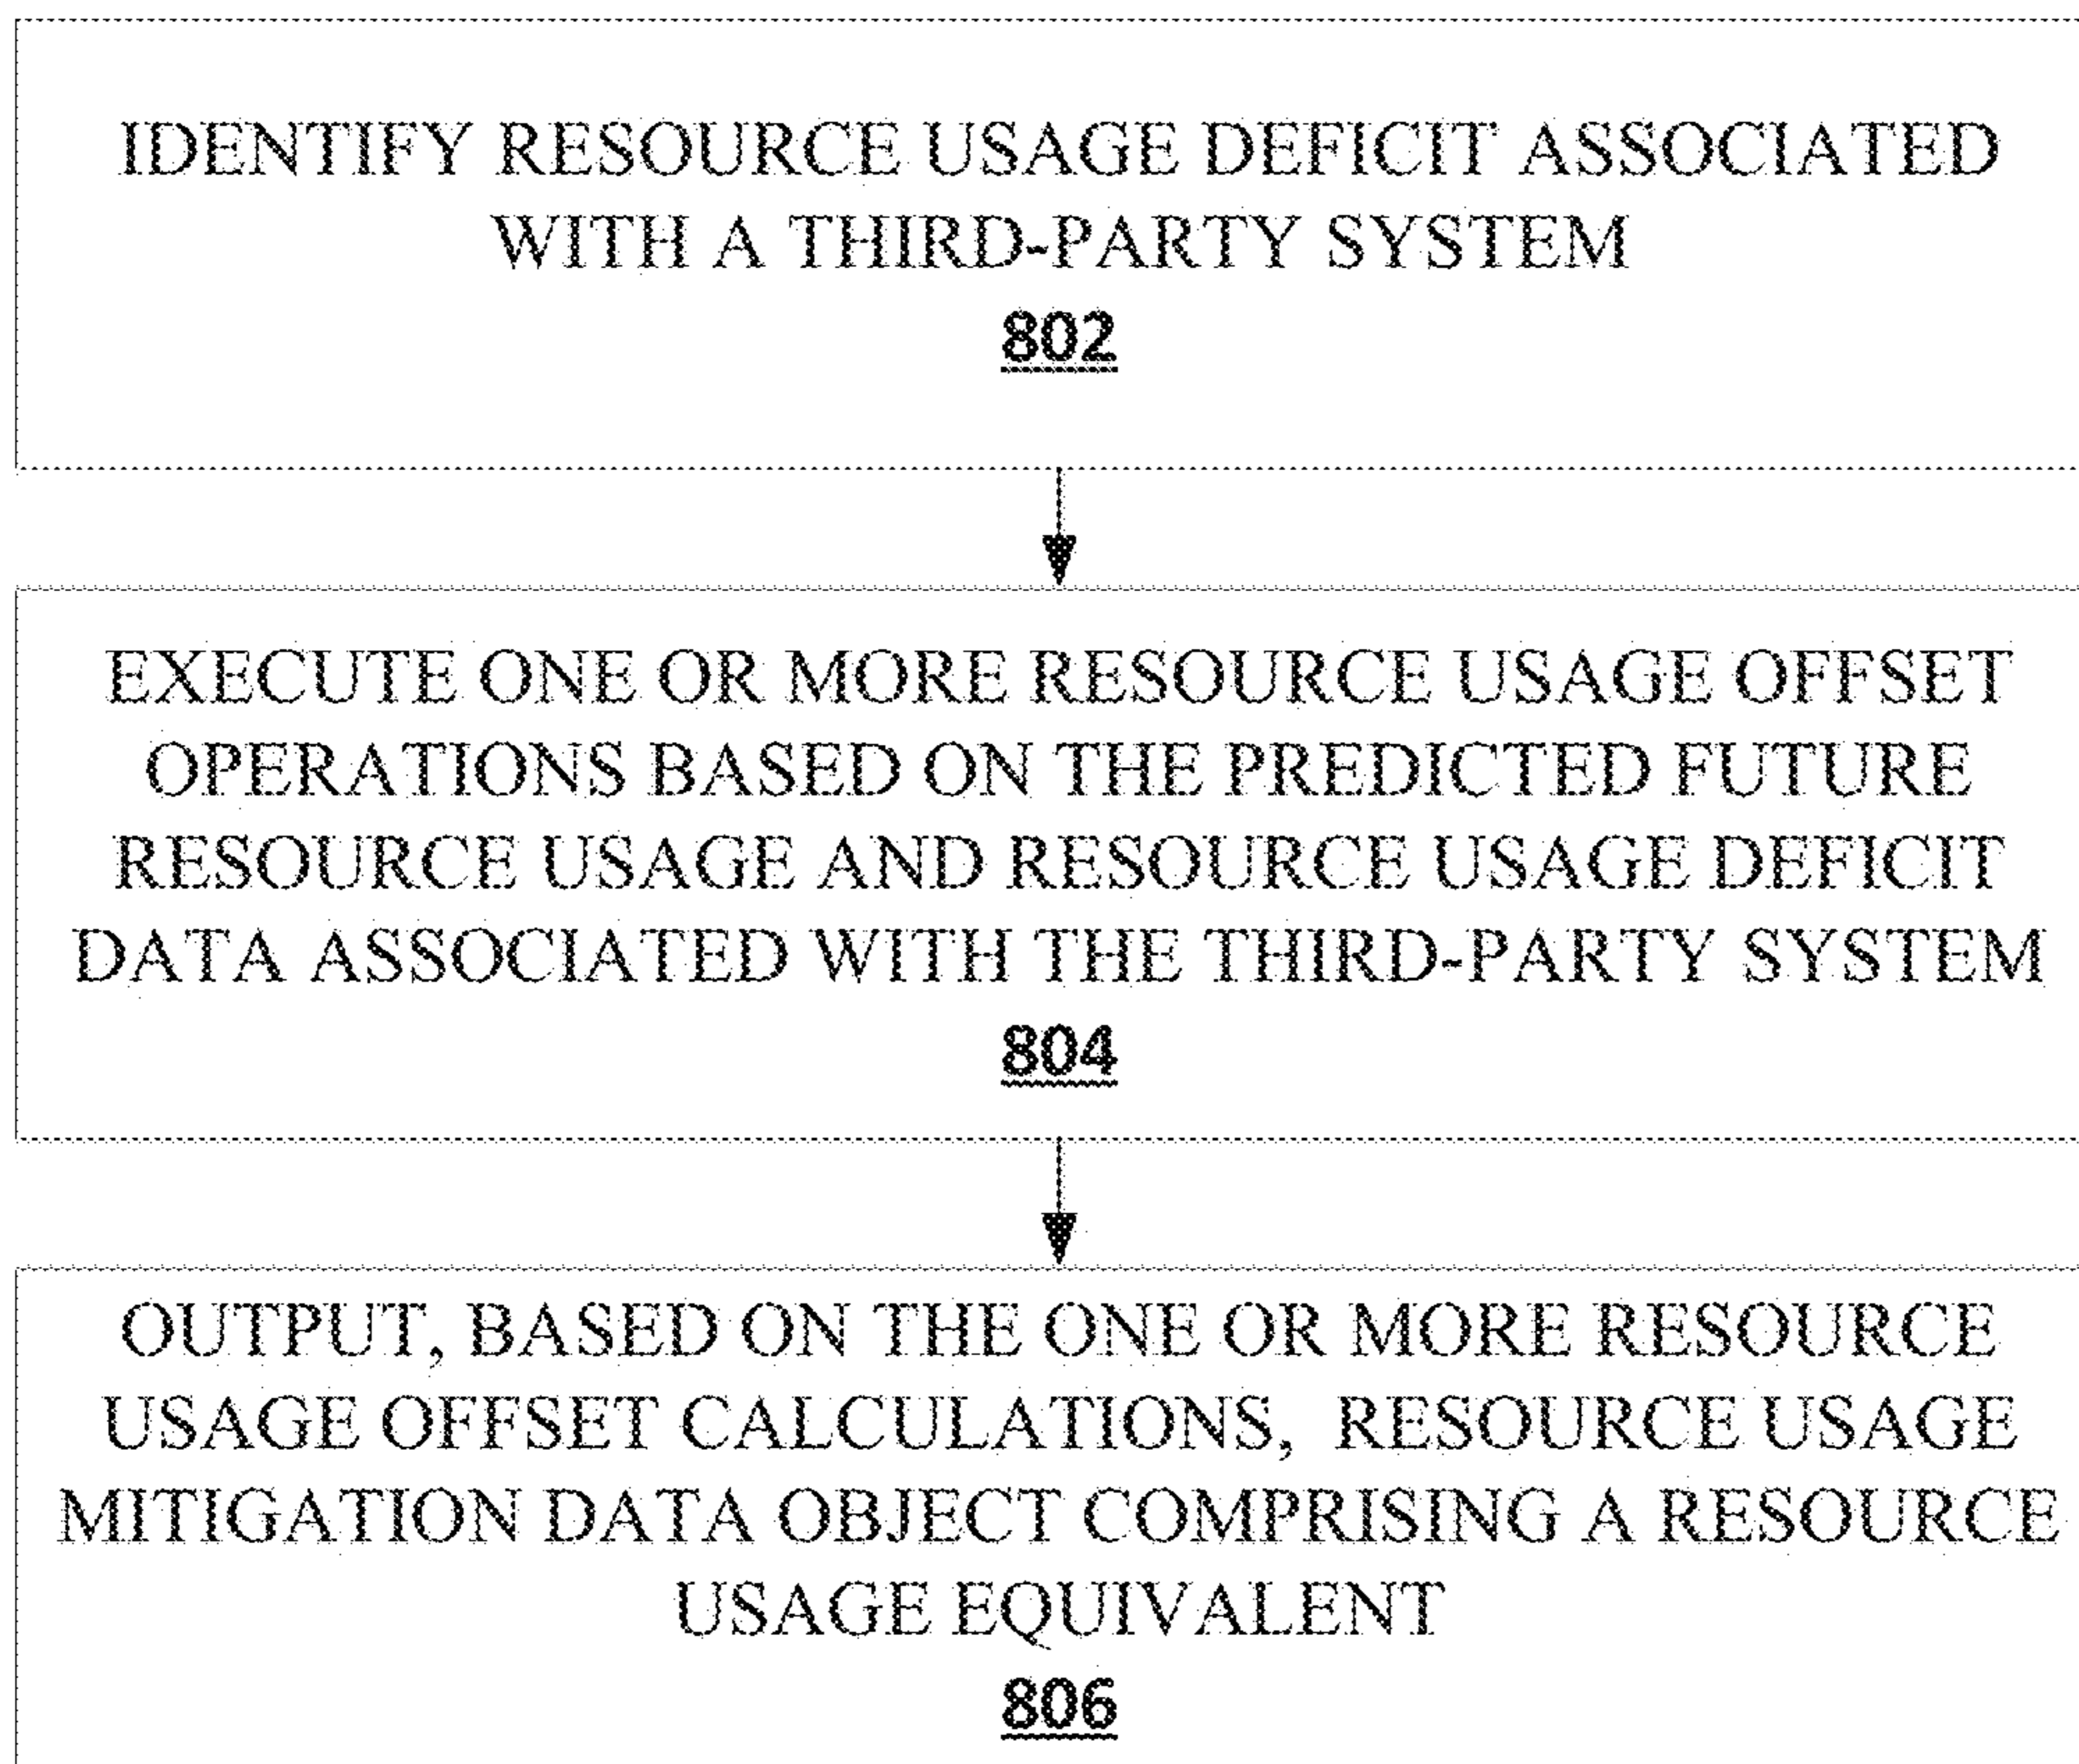 IDENTIFY RESOURCE USAGE DEFICIT ASSOCIATED
WITH A THIRD-PARTY SYSTEM
802
EXECUTE ONE OR MORE RESOURCE USAGE OFFSET
OPERATIONS BASED ON THE PREDICTED FUTURE
RESOURCE USAGE AND RESOURCE USAGE DEFICIT
DATA ASSOCIATED WITH THE THIRD-PARTY SYSTEM
804
OUTPUT, BASED ON THE ONE OR MORE RESOURCE
USAGE OFFSET CALCULATIONS, RESOURCE USAGE
MITIGATION DATA OBJECT COMPRISING A RESOURCE
USAGE EQUIVALENT
806